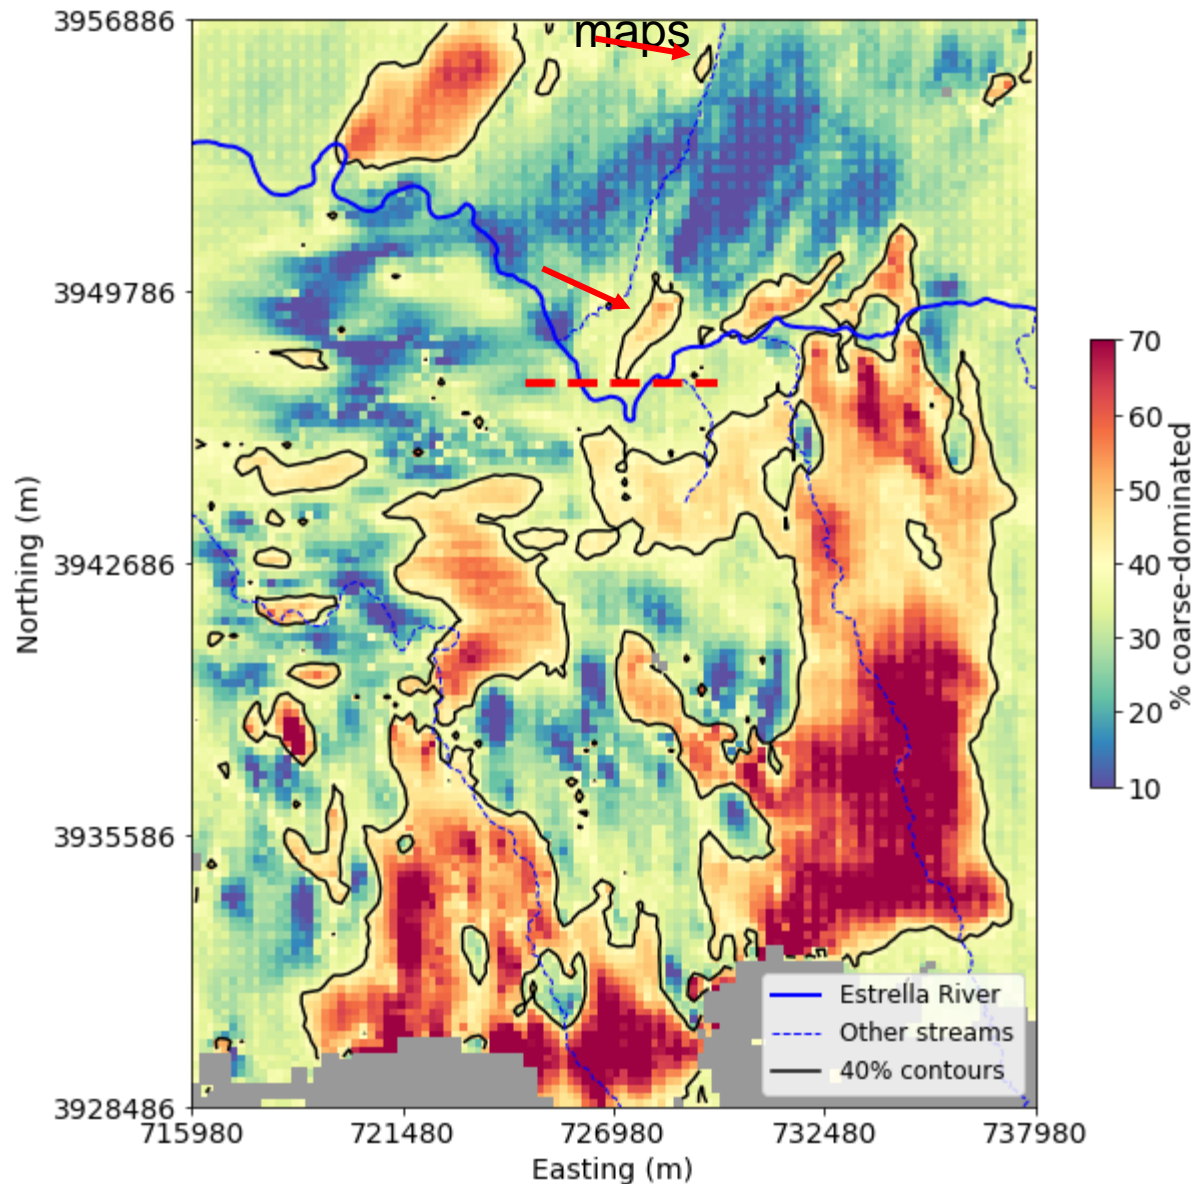 maps
3956886
3949786
3942686
3935586
3928486
Northing (m)
715980
721480
726980
732480
737980
Easting (m)
70
60
50
40
30
20
10
% coarse-dominated
Estrella River
Other streams
40% contours